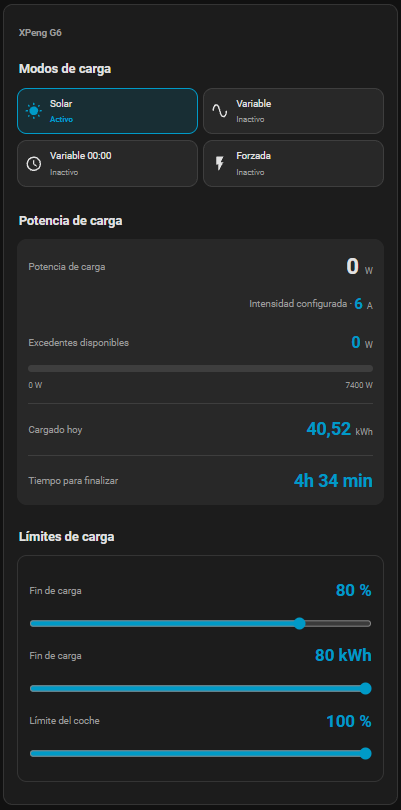 XPeng G6
Modos de carga
Solar
Activo
Variable
Inactivo
Variable 00:00
Inactivo
Forzada
Inactivo
Potencia de carga
Potencia de carga 0 W
Intensidad configurada · 6 A
Excedentes disponibles 0 W
0 W 7400 W
Cargado hoy 40,52 kWh
Tiempo para finalizar 4h 34 min
Límites de carga
Fin de carga 80 %
Fin de carga 80 kWh
Límite del coche 100 %